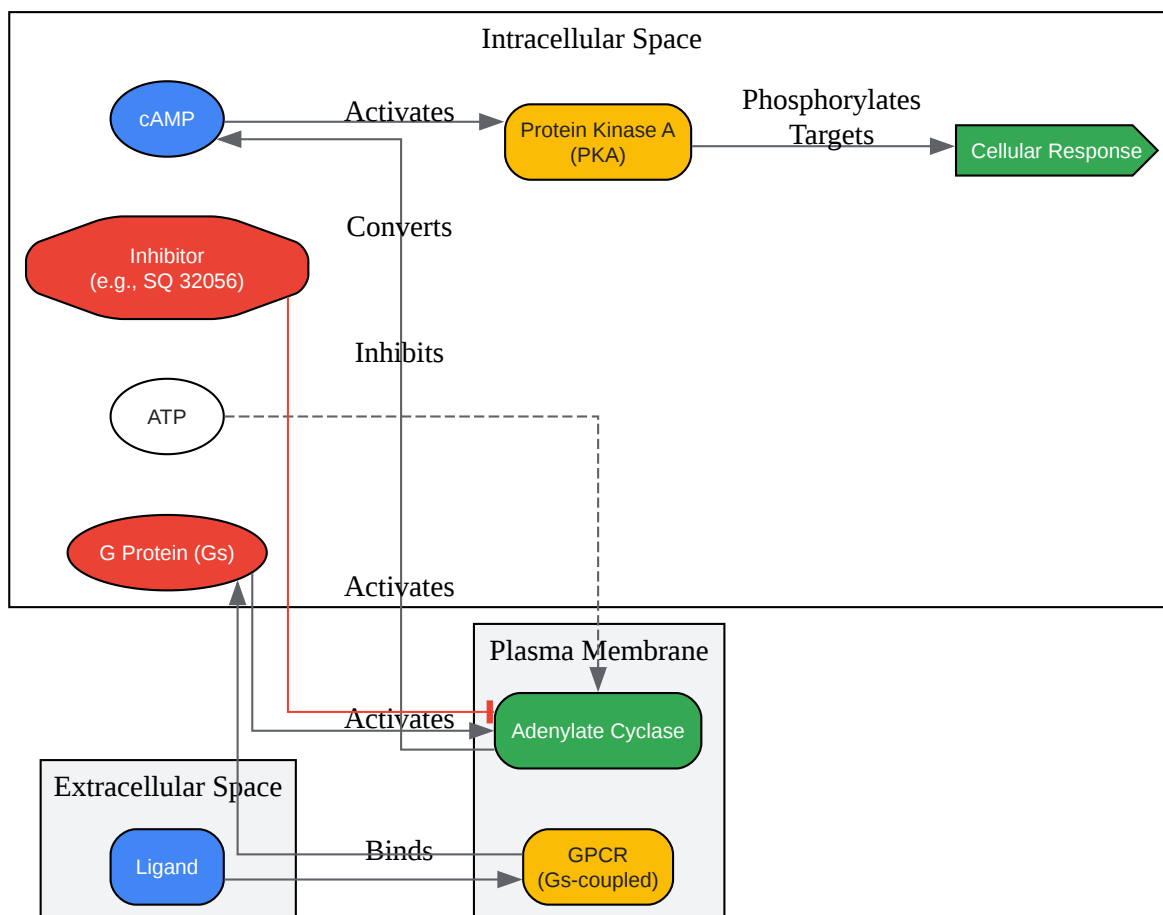 Intracellular Space
cAMP
Activates
Protein Kinase A
(PKA)
Phosphorylates
Targets
Cellular Response
Converts
Inhibitor
(e.g., SQ 32056)
Inhibits
ATP
G Protein (Gs)
Activates
Plasma Membrane
Activates
Adenylate Cyclase
Extracellular Space
Ligand
Binds
GPCR
(Gs-coupled)